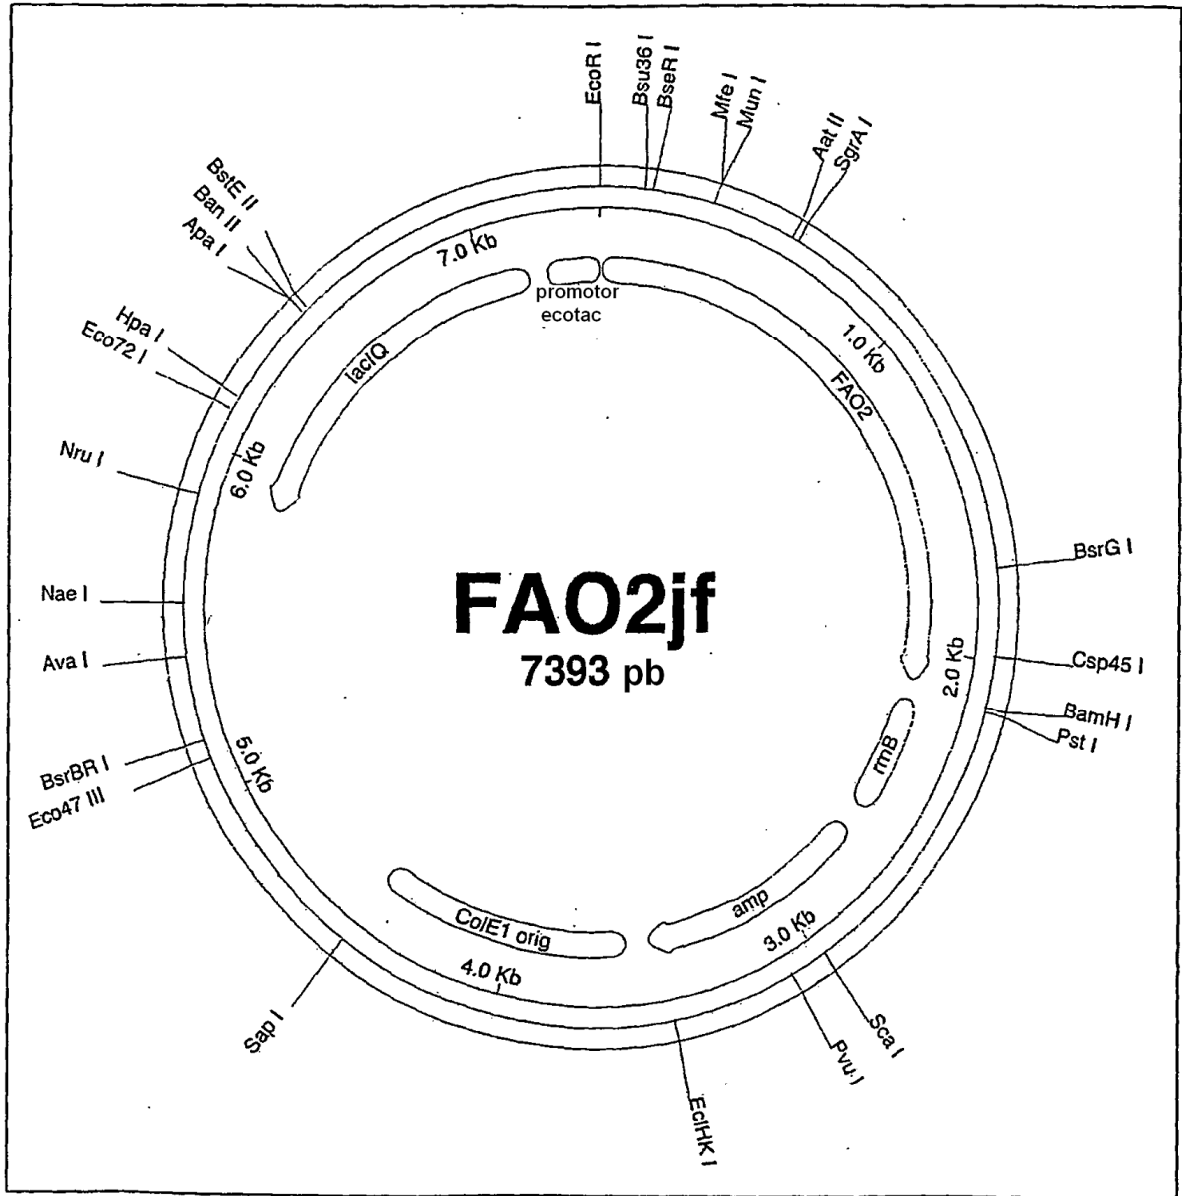 EcoR I
Bsu36 I
BseR I
Mfe I
Mun I
Aat II
SgrA I
BstE II
Ban II
Apa I
Hpa I
Eco72 I
Nru I
Nae I
Ava I
BsrBR I
Eco47 III
Sap I
EclHK I
Pvu I
Sca I
Pst I
BamH I
Csp45 I
BsrG I
7.0 Kb
1.0 Kb
2.0 Kb
3.0 Kb
4.0 Kb
5.0 Kb
6.0 Kb
promotor
ecotac
lacIQ
FAO2
rrnB
amp
ColE1 orig
FAO2jf
7393 pb